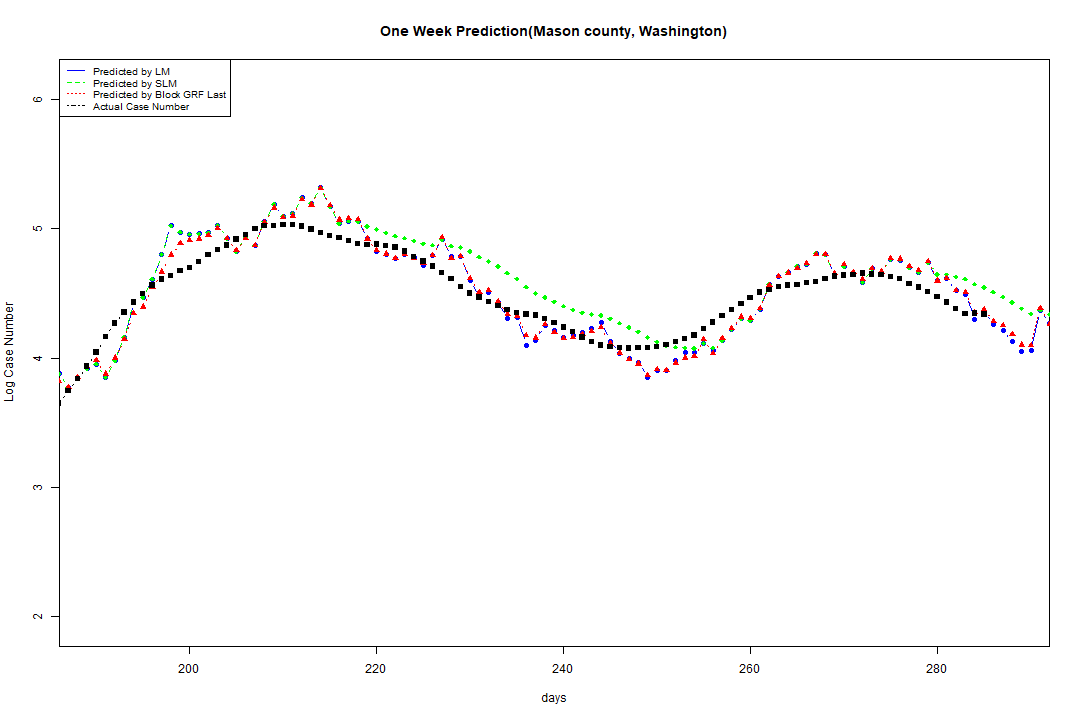 One Week Prediction(Mason county, Washington)
Predicted by LM
Predicted by SLM
Predicted by Block GRF Last
Actual Case Number
6
5
4
3
2
Log Case Number
200 220 240 260 280
days